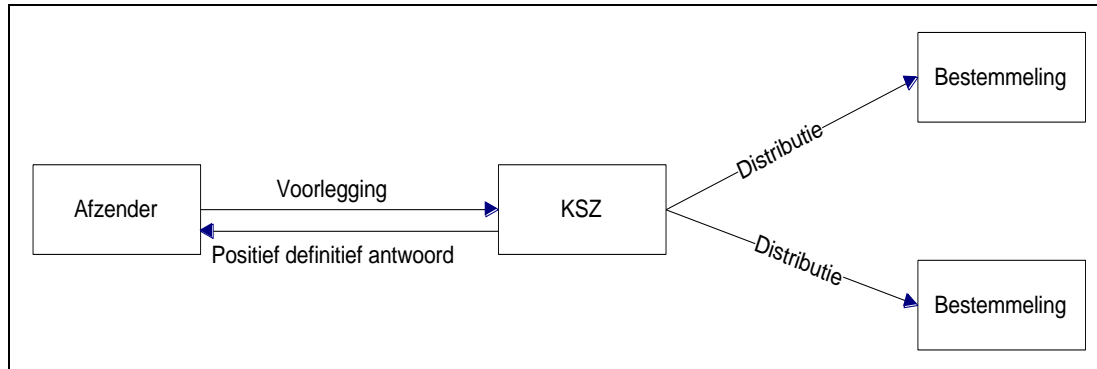 Bestemmeling
Distributie
Voorlegging
Afzender
KSZ
Positief definitief antwoord
Distributie
Bestemmeling